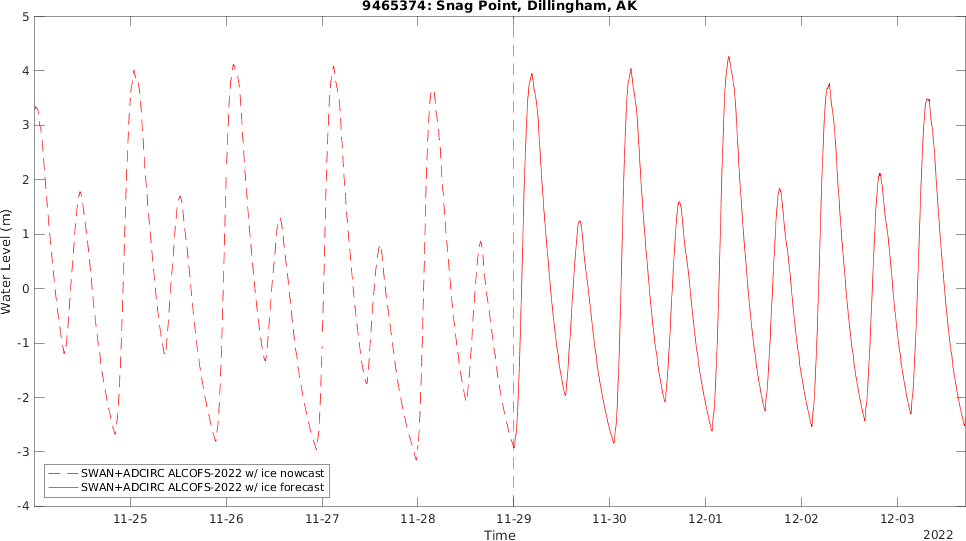 9465374: Snag Point, Dillingham, AK
5
4
3
2
1
0
-1
-2
-3
-4
Water Level (m)
SWAN+ADCIRC ALCOFS-2022 w/ ice nowcast
SWAN+ADCIRC ALCOFS-2022 w/ ice forecast
11-25 11-26 11-27 11-28 11-29 11-30 12-01 12-02 12-03
Time
2022